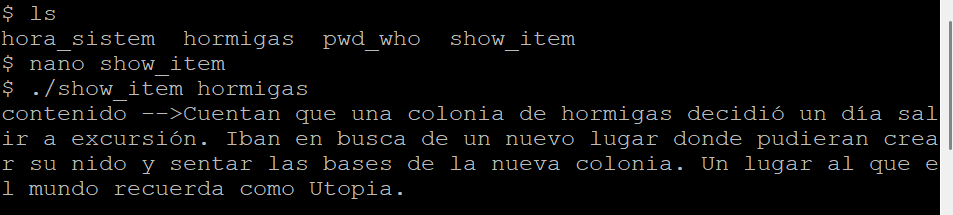 $ ls
hora_sistem  hormigas  pwd_who  show_item
$ nano show_item
$ ./show_item hormigas
contenido -->Cuentan que una colonia de hormigas decidió un día sal
ir a excursión. Iban en busca de un nuevo lugar donde pudieran crea
r su nido y sentar las bases de la nueva colonia. Un lugar al que e
l mundo recuerda como Utopia.